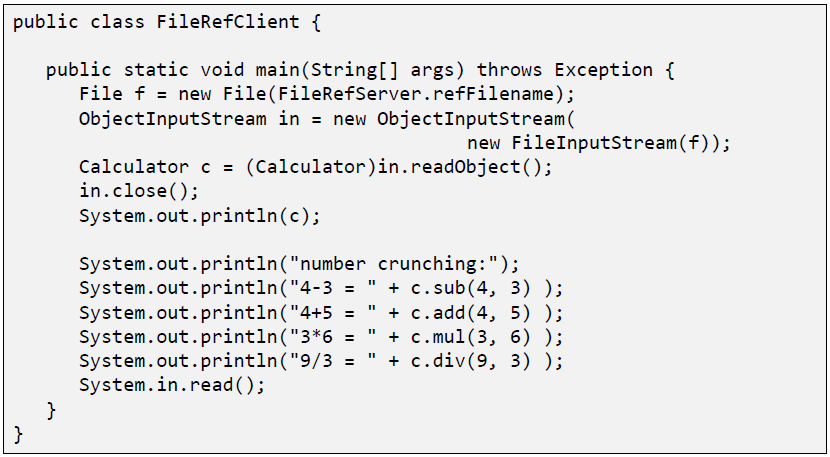 public class FileRefClient {
public static void main(String[] args) throws Exception {
File f = new File(FileRefServer.refFilename);
ObjectInputStream in = new ObjectInputStream(
new FileInputStream(f));
Calculator c = (Calculator)in.readObject();
in.close();
System.out.println(c);
System.out.println("number crunching:");
System.out.println("4-3 = " + c.sub(4, 3) );
System.out.println("4+5 = " + c.add(4, 5) );
System.out.println("3*6 = " + c.mul(3, 6) );
System.out.println("9/3 = " + c.div(9, 3) );
System.in.read();
}
}